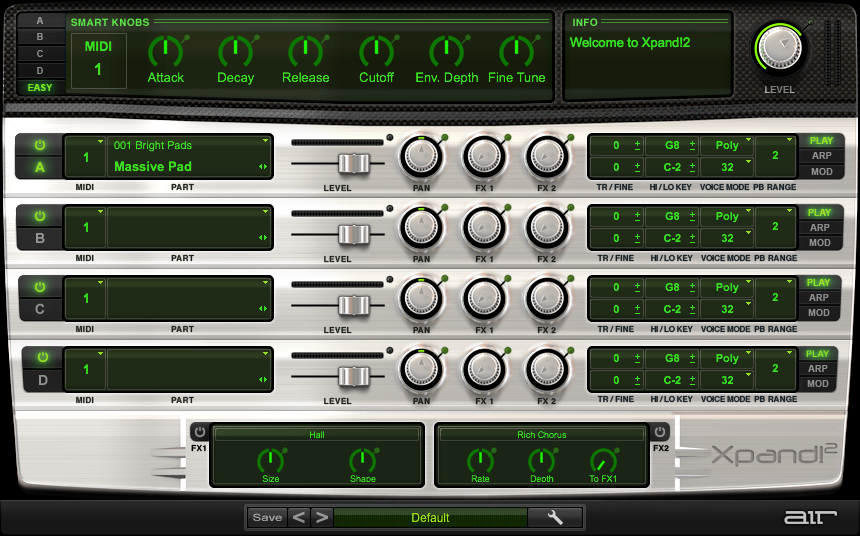 A
B
C
D
EASY
SMART KNOBS
MIDI
1
Attack
Decay
Release
Cutoff
Env. Depth
Fine Tune
INFO
Welcome to Xpand!2
LEVEL
A
1
001 Bright Pads
Massive Pad
0
0
+
-
+
-
G8
C-2
+
-
+
-
Poly
32
2
PLAY
ARP
MOD
MIDI PART LEVEL PAN FX 1 FX 2 TR / FINE HI / LO KEY VOICE MODE PB RANGE
B
1
0
0
+
-
+
-
G8
C-2
+
-
+
-
Poly
32
2
PLAY
ARP
MOD
MIDI PART LEVEL PAN FX 1 FX 2 TR / FINE HI / LO KEY VOICE MODE PB RANGE
C
1
0
0
+
-
+
-
G8
C-2
+
-
+
-
Poly
32
2
PLAY
ARP
MOD
MIDI PART LEVEL PAN FX 1 FX 2 TR / FINE HI / LO KEY VOICE MODE PB RANGE
D
1
0
0
+
-
+
-
G8
C-2
+
-
+
-
Poly
32
2
PLAY
ARP
MOD
MIDI PART LEVEL PAN FX 1 FX 2 TR / FINE HI / LO KEY VOICE MODE PB RANGE
FX1
Hall
Size
Shape
Rich Chorus
Rate
Depth
To FX1
FX2
Xpand!2
Save < >
Default
AIR